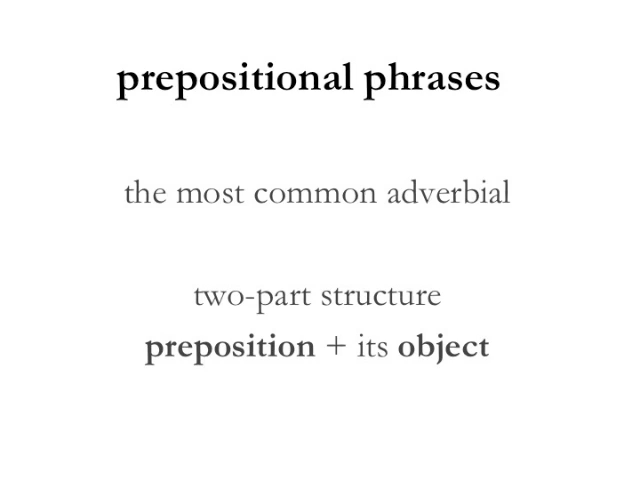 prepositional phrases
the most common adverbial
two-part structure
preposition + its object